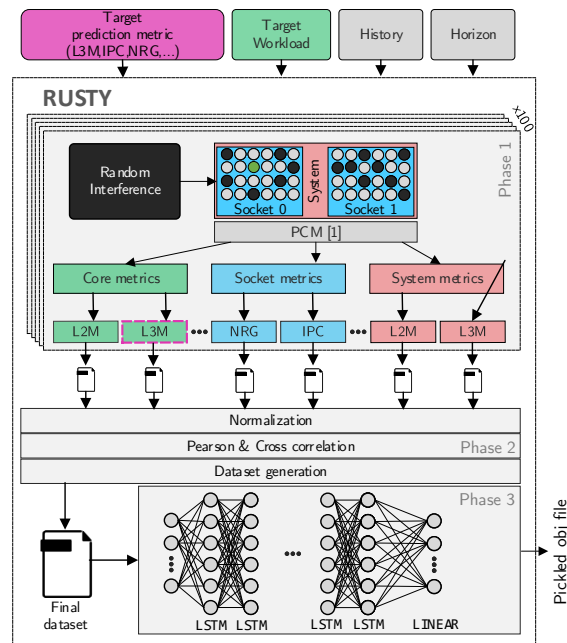 Target
prediction metric
(L3M,IPC,NRG,...)
Target
Workload
History
Horizon
RUSTY
x100
Phase 1
Random
Interference
System
Socket 0
Socket 1
PCM [1]
Core metrics
Socket metrics
System metrics
L2M
L3M
NRG
IPC
L2M
L3M
Normalization
Pearson & Cross correlation
Phase 2
Dataset generation
Phase 3
Final
dataset
LSTM LSTM
LSTM LSTM
LINEAR
Pickled obj file